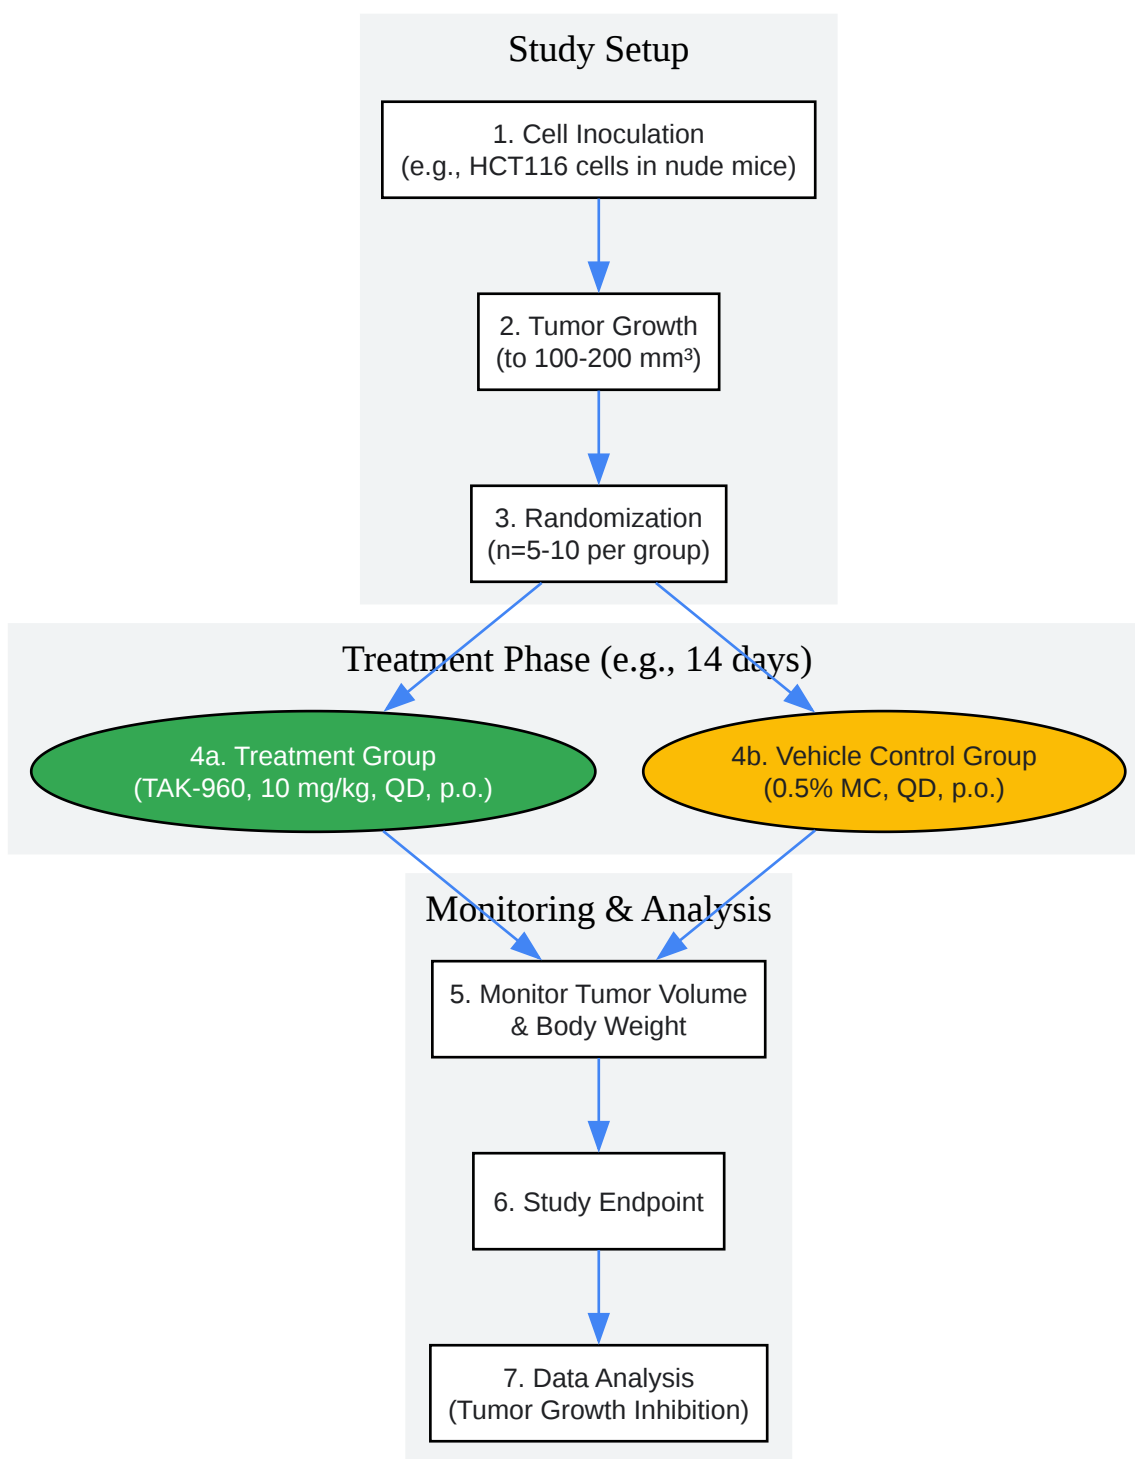 Study Setup
1. Cell Inoculation
(e.g., HCT116 cells in nude mice)
2. Tumor Growth
(to 100-200 mm³)
3. Randomization
(n=5-10 per group)
Treatment Phase (e.g., 14 days)
4a. Treatment Group
(TAK-960, 10 mg/kg, QD, p.o.)
4b. Vehicle Control Group
(0.5% MC, QD, p.o.)
Monitoring & Analysis
5. Monitor Tumor Volume
& Body Weight
6. Study Endpoint
7. Data Analysis
(Tumor Growth Inhibition)